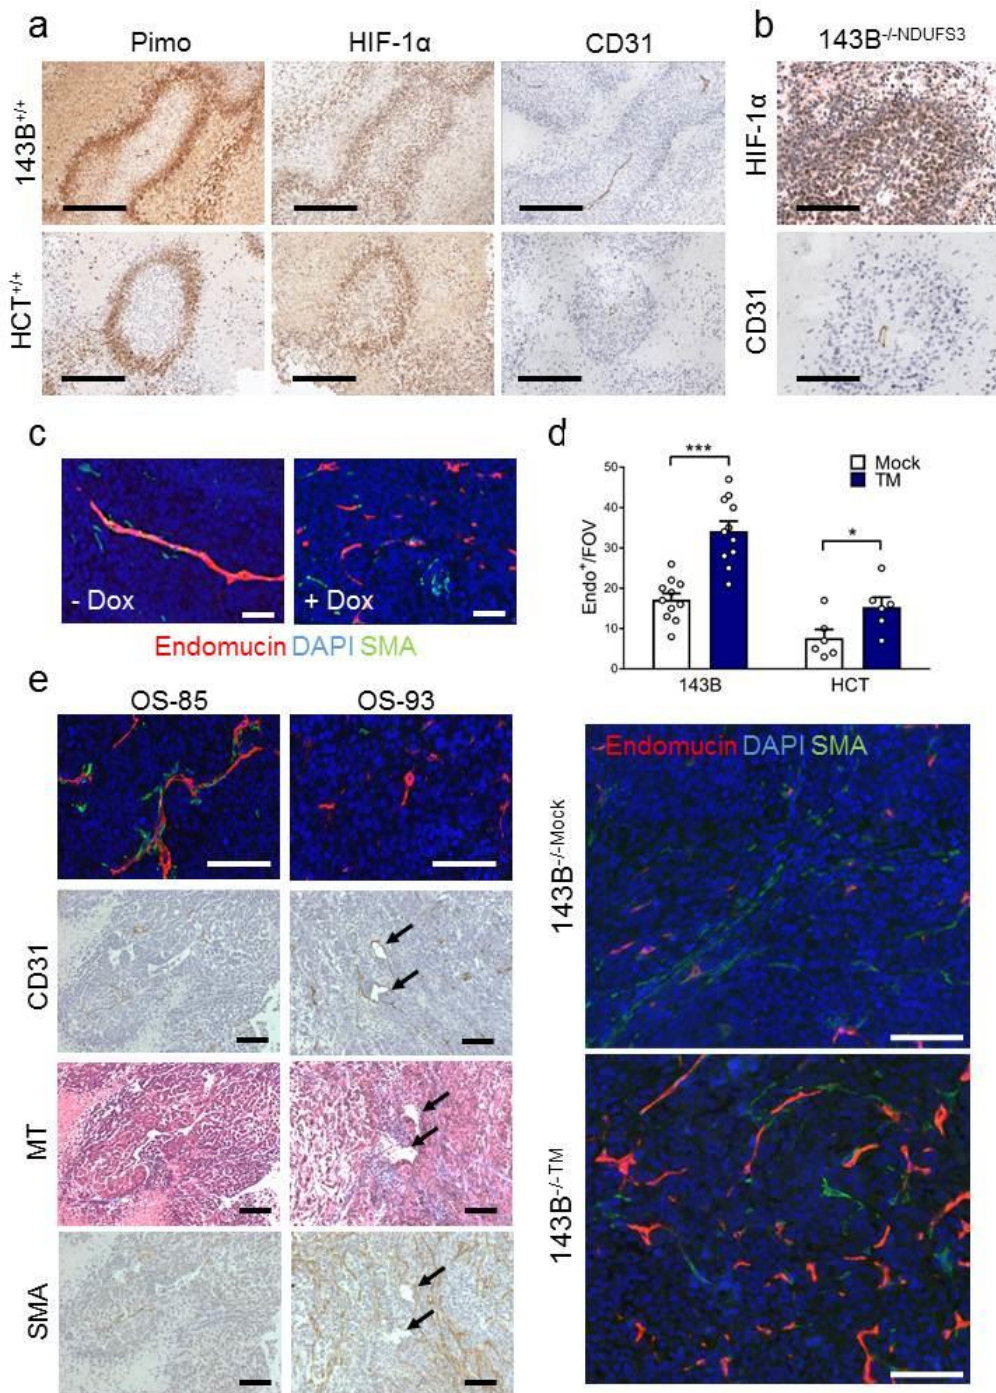 a
Pimo HIF-1α CD31
143B+/+
HCT+/+
b
143B-/-NDUFS3
HIF-1α
CD31
c
- Dox
+ Dox
Endomucin DAPI SMA
d
***
Mock
TM
*
Endo+/FOV
50
40
30
20
10
0
143B HCT
e
OS-85 OS-93
CD31
MT
SMA
Endomucin DAPI SMA
143B-/-Mock
143B-/-TM